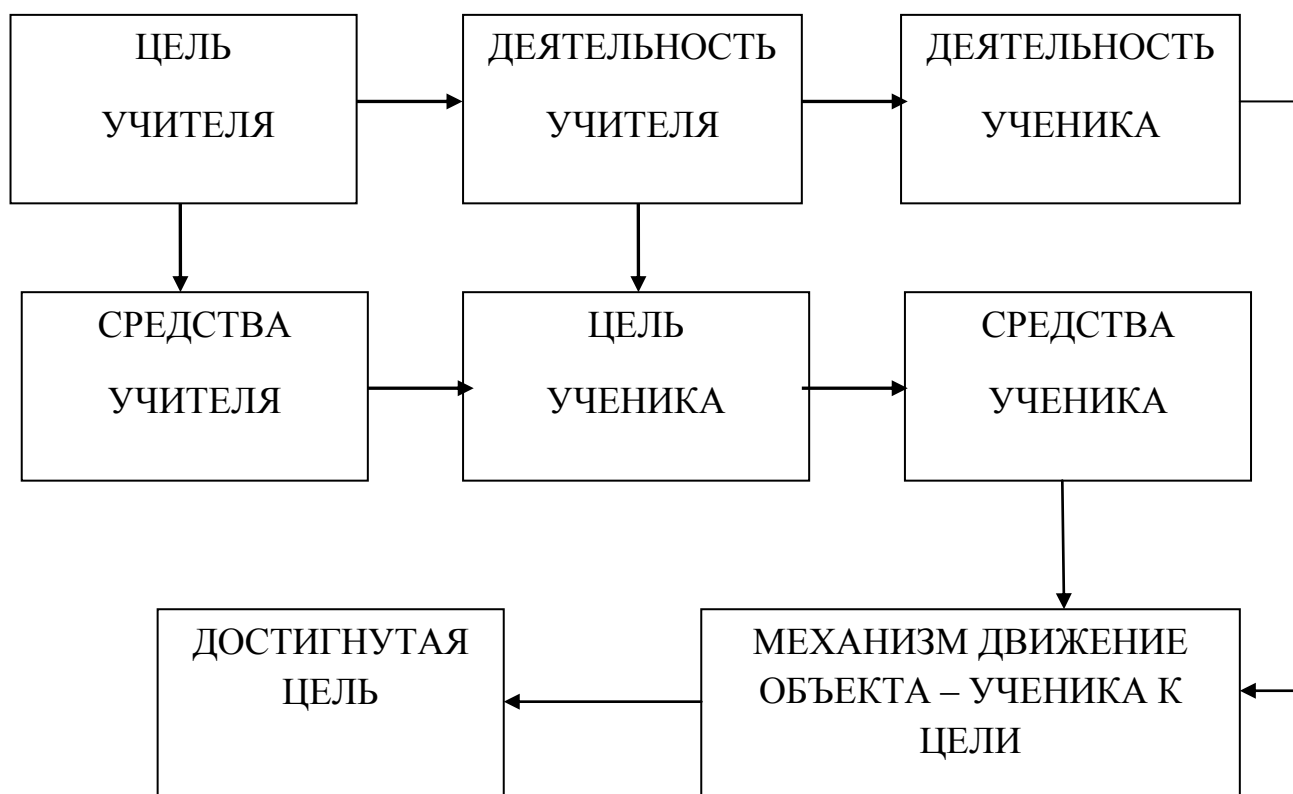 ЦЕЛЬ
УЧИТЕЛЯ
ДЕЯТЕЛЬНОСТЬ
УЧИТЕЛЯ
ДЕЯТЕЛЬНОСТЬ
УЧЕНИКА
СРЕДСТВА
УЧИТЕЛЯ
ЦЕЛЬ
УЧЕНИКА
СРЕДСТВА
УЧЕНИКА
ДОСТИГНУТАЯ
ЦЕЛЬ
МЕХАНИЗМ ДВИЖЕНИЕ
ОБЪЕКТА – УЧЕНИКА К
ЦЕЛИ